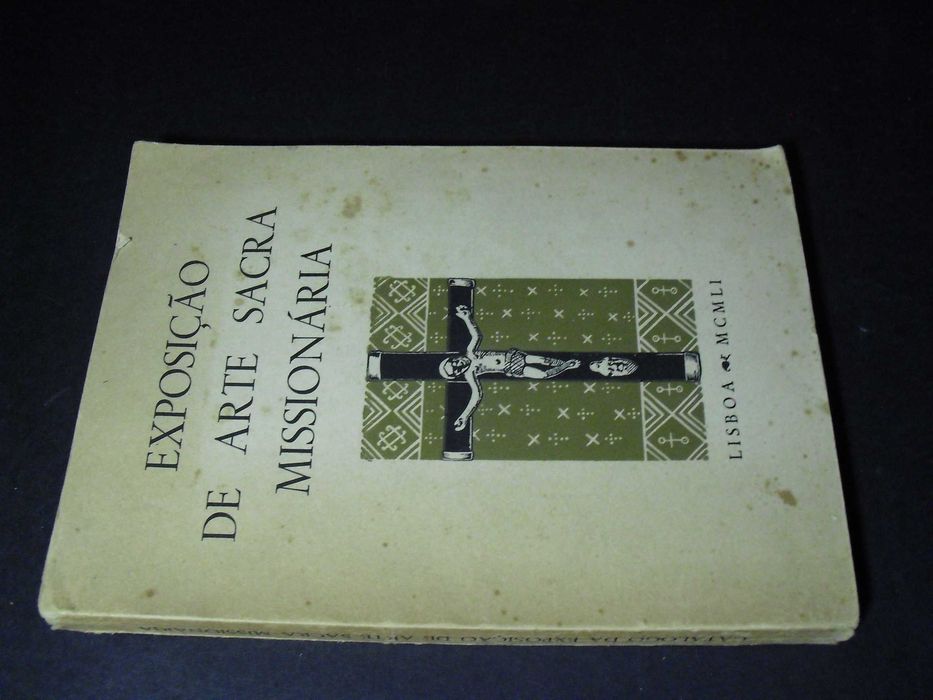 EXPOSIÇÃO
DE ARTE SACRA
MISSIONÁRIA
LISBOA MCMLI
CATÁLOGO DA EXPOSIÇÃO DE ARTE SACRA MISSIONÁRIA